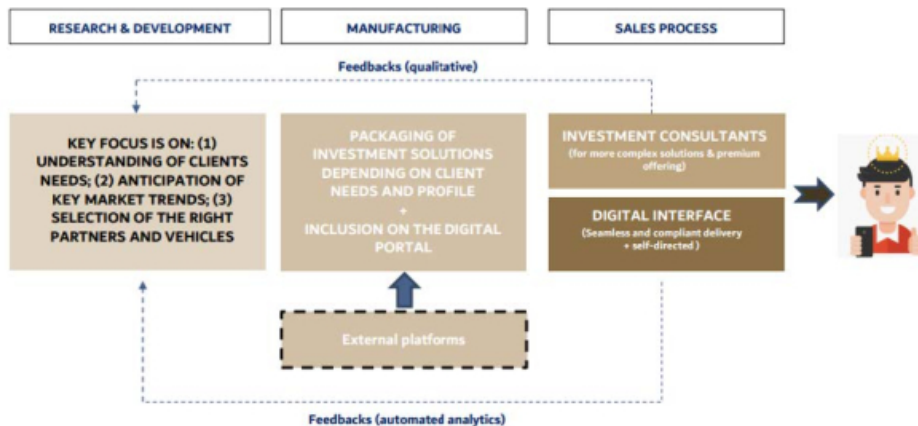 RESEARCH & DEVELOPMENT
MANUFACTURING
SALES PROCESS
Feedbacks (qualitative)
KEY FOCUS IS ON: (1)
UNDERSTANDING OF CLIENTS
NEEDS; (2) ANTICIPATION OF
KEY MARKET TRENDS; (3)
SELECTION OF THE RIGHT
PARTNERS AND VEHICLES
PACKAGING OF
INVESTMENT SOLUTIONS
DEPENDING ON CLIENT
NEEDS AND PROFILE
+
INCLUSION ON THE DIGITAL
PORTAL
INVESTMENT CONSULTANTS
(for more complex solutions & premium
offering)
DIGITAL INTERFACE
(Seamless and compliant delivery
+ self-directed )
External platforms
Feedbacks (automated analytics)